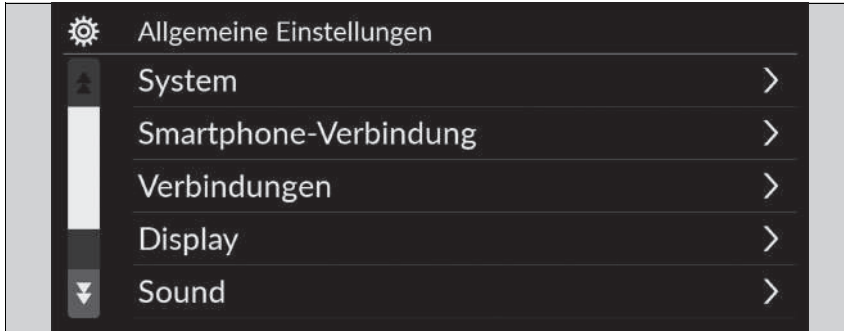 Allgemeine Einstellungen
System
Smartphone-Verbindung
Verbindungen
Display
Sound